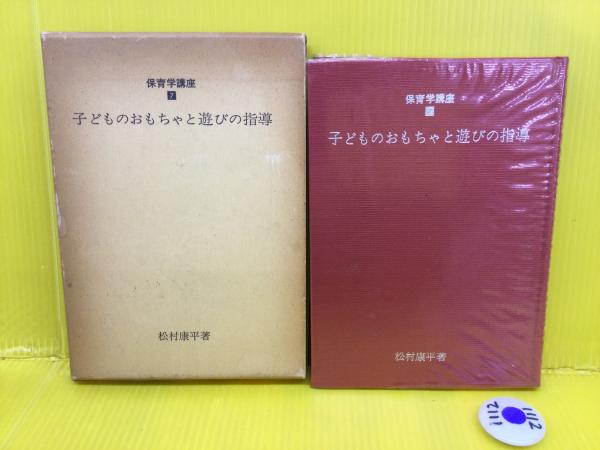 保育学講座
7
子どものおもちゃと遊びの指導
松村康平著
保育学講座
7
子どものおもちゃと遊びの指導
松村康平著
1112
1112